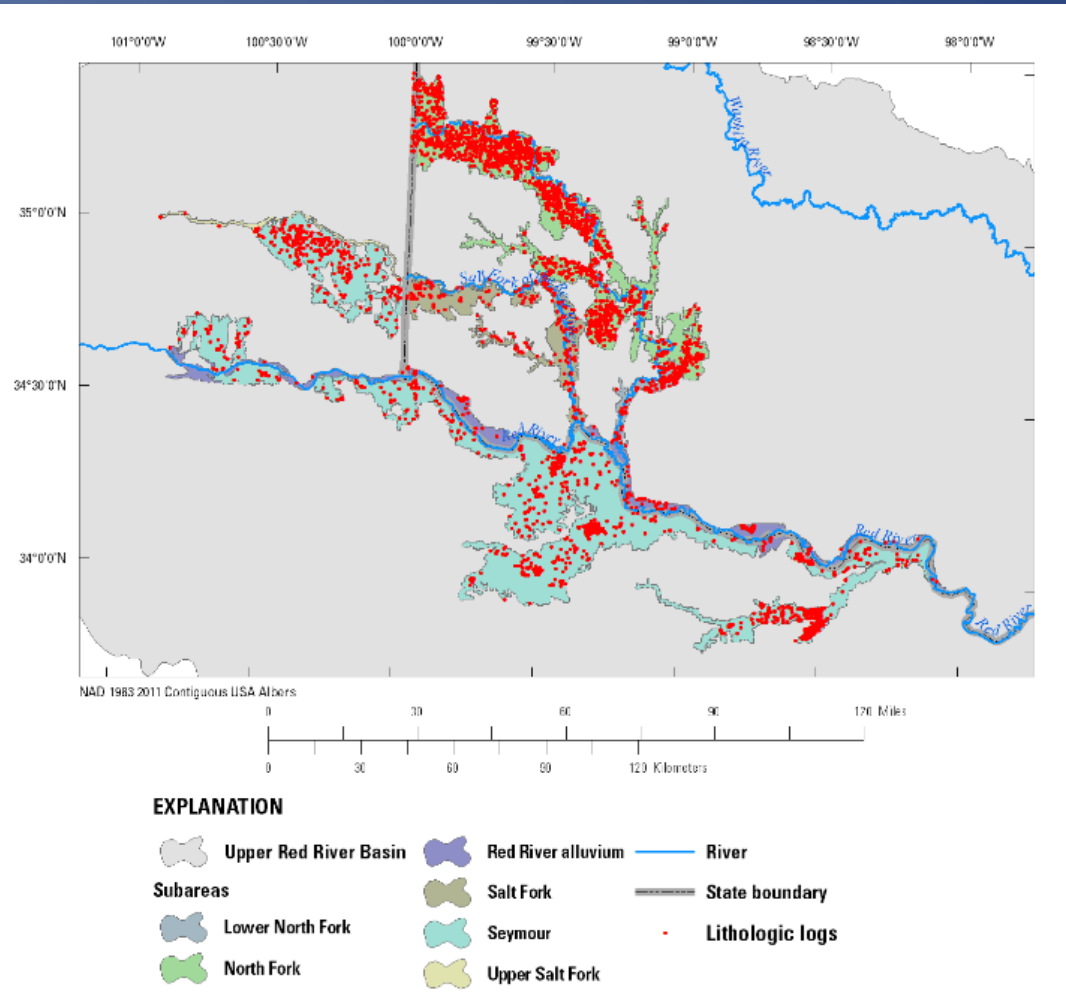 101°0'0"W 100°30'0"W 100°0'0"W 99°30'0"W 99°0'0"W 98°30'0"W 98°0'0"W
Washita River
35°0'0"N
Salt Fork
34°30'0"N
River
Red River
34°0'0"N
Red River
NAD 1983 2011 Contiguous USA Albers
0 30 60 90 120 Miles
0 30 60 90 120 Kilometers
EXPLANATION
Upper Red River Basin
Subareas
Lower North Fork
North Fork
Red River alluvium
Salt Fork
Seymour
Upper Salt Fork
River
State boundary
Lithologic logs